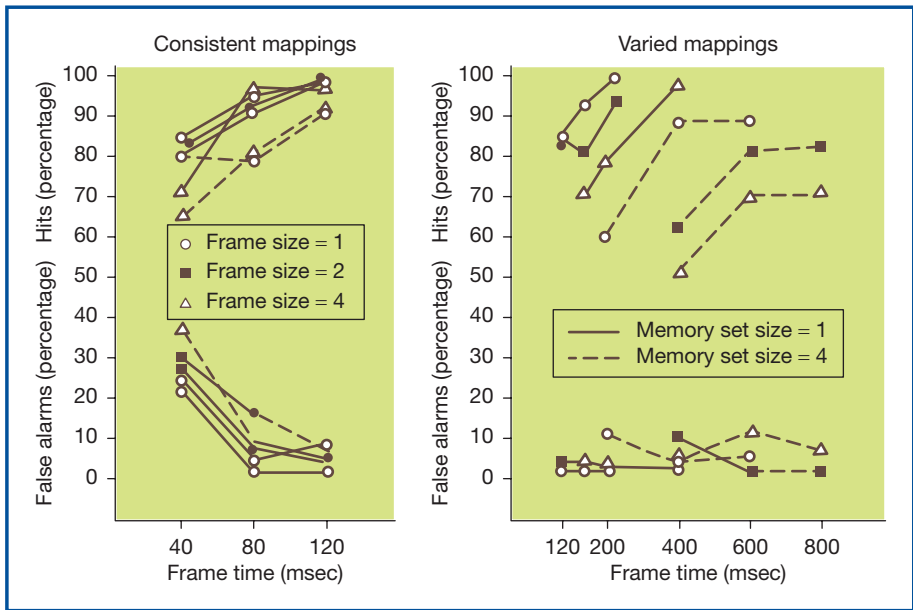 Consistent mappings
Hits (percentage)
False alarms (percentage)
100
90
80
70
60
50
40
30
20
10
0
Frame size = 1
Frame size = 2
Frame size = 4
40
80
120
Frame time (msec)
Varied mappings
Hits (percentage)
False alarms (percentage)
100
90
80
70
60
50
40
30
20
10
0
Memory set size = 1
Memory set size = 4
120
200
400
600
800
Frame time (msec)